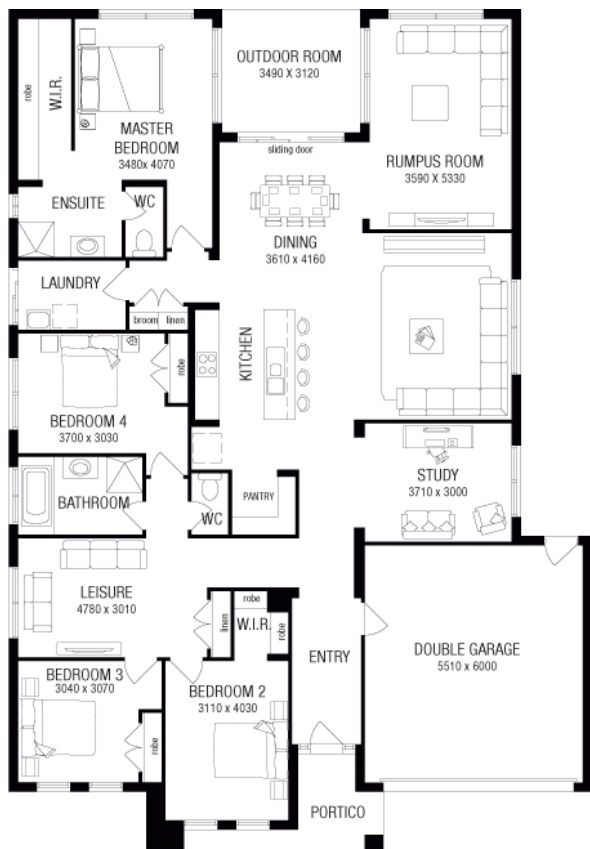 OUTDOOR ROOM
3490 X 3120
robe
W.I.R.
MASTER
BEDROOM
3480x 4070
sliding door
RUMPUS ROOM
3590 X 5330
ENSUITE
WC
DINING
3610 x 4160
LAUNDRY
broom
linen
KITCHEN
robe
BEDROOM 4
3700 x 3030
STUDY
3710 x 3000
BATHROOM
WC
PANTRY
LEISURE
4780 x 3010
linen
robe
W.I.R.
robe
ENTRY
DOUBLE GARAGE
5510 x 6000
BEDROOM 3
3040 x 3070
BEDROOM 2
3110 x 4030
robe
PORTICO